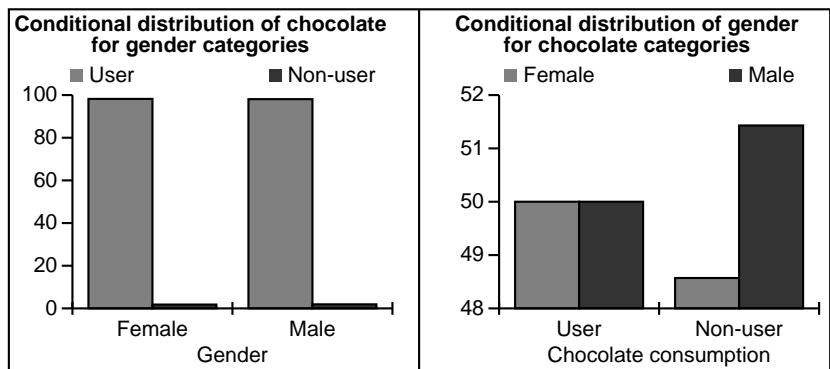 Conditional distribution of chocolate
for gender categories
User Non-user
100
80
60
40
20
0
Female Male
Gender
Conditional distribution of gender
for chocolate categories
Female Male
52
51
50
49
48
User Non-user
Chocolate consumption